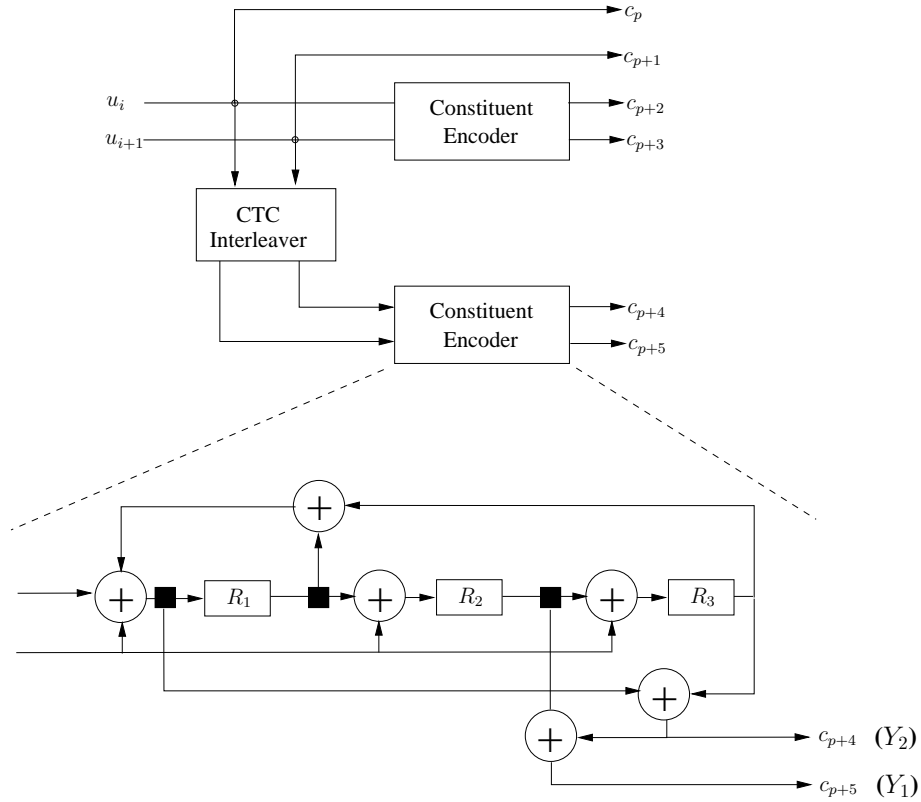 c_p
c_{p+1}
u_i
Constituent
Encoder
c_{p+2}
u_{i+1}
c_{p+3}
CTC
Interleaver
Constituent
Encoder
c_{p+4}
c_{p+5}
+
+
R_1
+
R_2
+
R_3
+
+
c_{p+4} (Y_2)
c_{p+5} (Y_1)